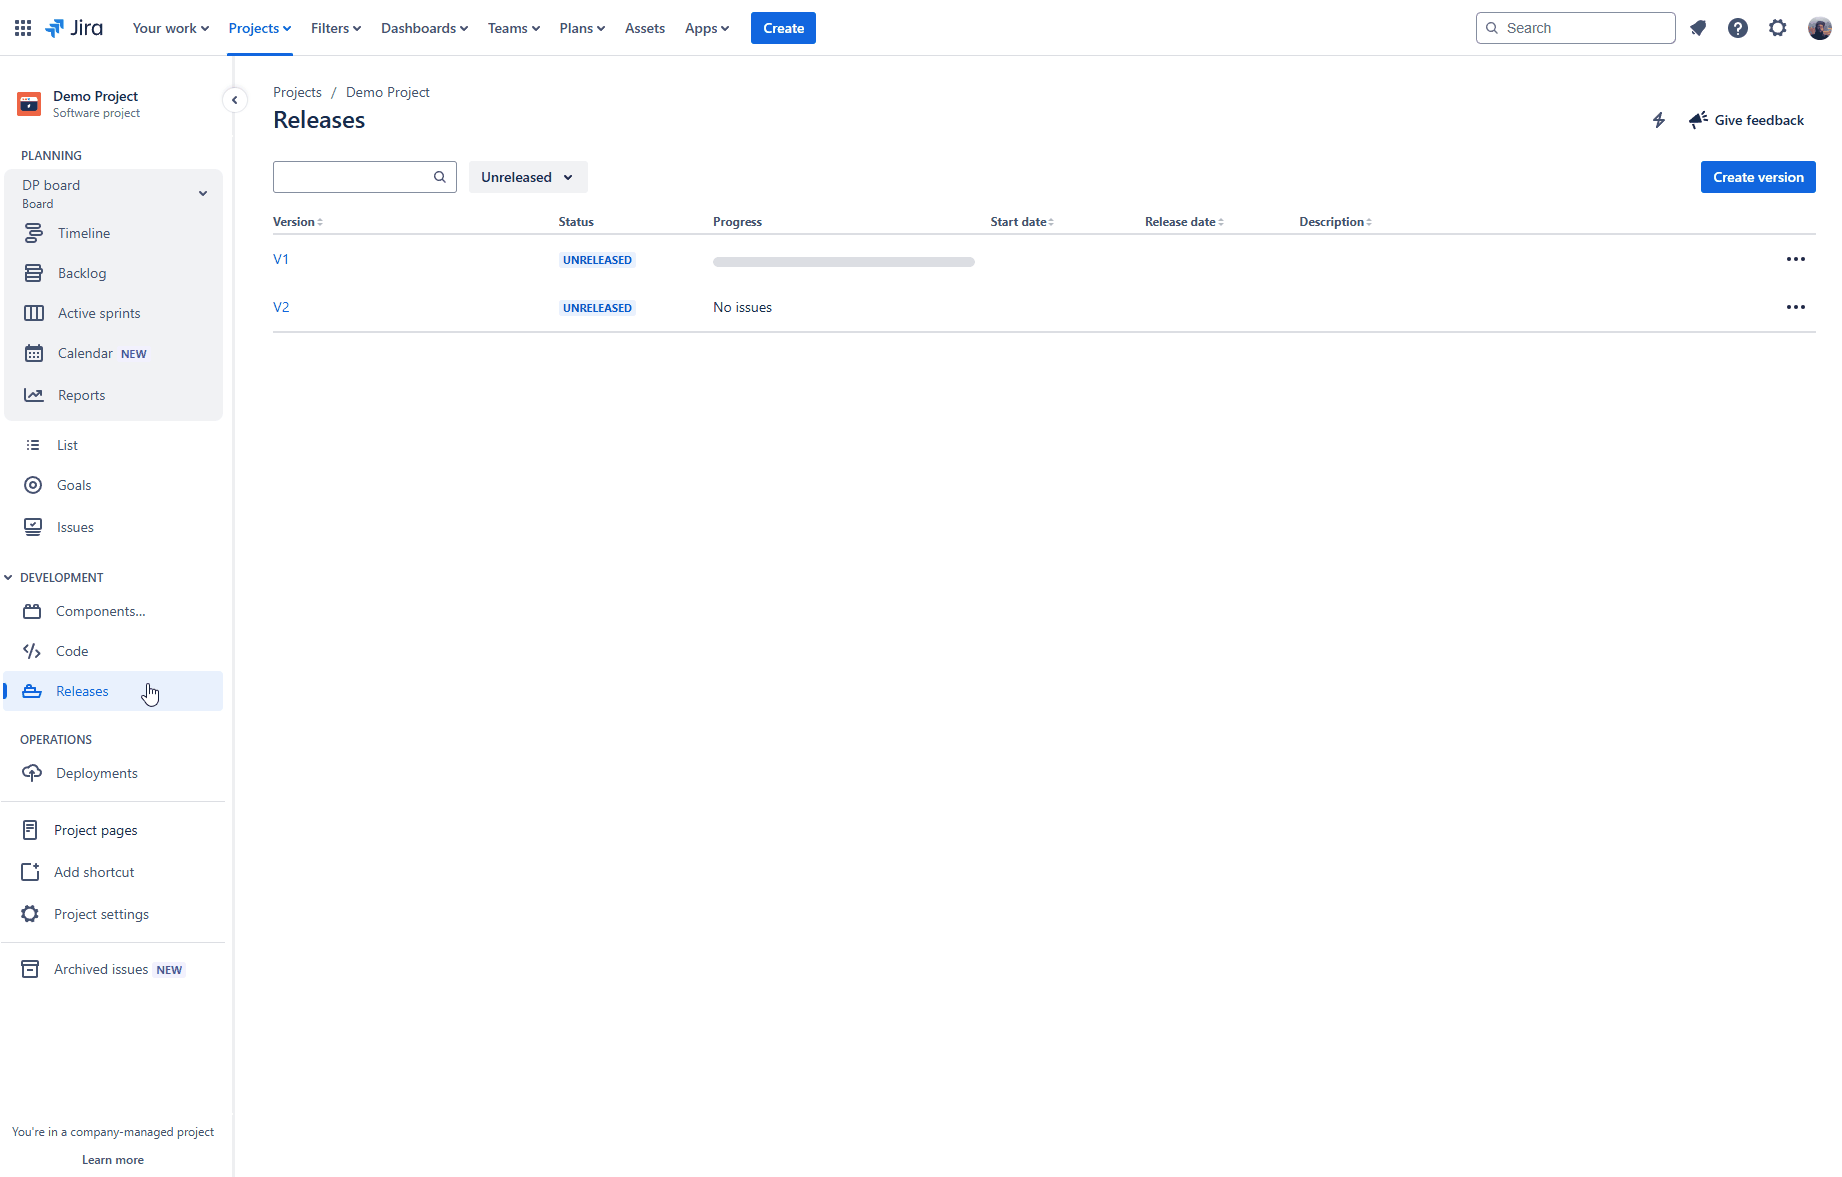 Jira Your work Projects Filters Dashboards Teams Plans Assets Apps Create Search
Demo Project
Software project
PLANNING
DP board
Board
Timeline
Backlog
Active sprints
Calendar NEW
Reports
List
Goals
Issues
DEVELOPMENT
Components...
Code
Releases
OPERATIONS
Deployments
Project pages
Add shortcut
Project settings
Archived issues NEW
You're in a company-managed project
Learn more
Projects / Demo Project
Releases
Give feedback
Unreleased
Create version
Version Status Progress Start date Release date Description
V1 UNRELEASED
V2 UNRELEASED No issues